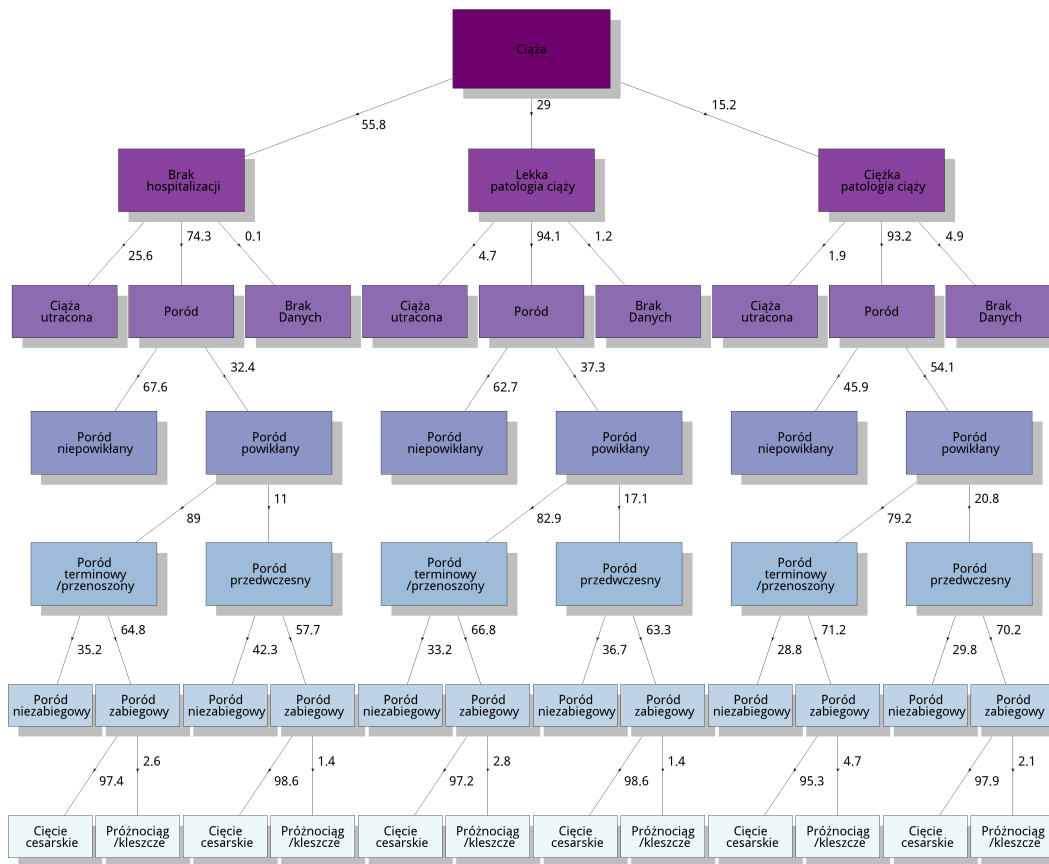 Ciąża
55.8
29
15.2
Brak
hospitalizacji
Lekka
patologia ciąży
Ciężka
patologia ciąży
25.6
74.3
0.1
4.7
94.1
1.2
1.9
93.2
4.9
Ciąża
utracona
Poród
Brak
Danych
Ciąża
utracona
Poród
Brak
Danych
Ciąża
utracona
Poród
Brak
Danych
67.6
32.4
62.7
37.3
45.9
54.1
Poród
niepowikłany
Poród
powikłany
Poród
niepowikłany
Poród
powikłany
Poród
niepowikłany
Poród
powikłany
89
11
82.9
17.1
79.2
20.8
Poród
terminowy
/przenoszony
Poród
przedwczesny
Poród
terminowy
/przenoszony
Poród
przedwczesny
Poród
terminowy
/przenoszony
Poród
przedwczesny
35.2
64.8
42.3
57.7
33.2
66.8
36.7
63.3
28.8
71.2
29.8
70.2
Poród
niezabiegowy
Poród
zabiegowy
Poród
niezabiegowy
Poród
zabiegowy
Poród
niezabiegowy
Poród
zabiegowy
Poród
niezabiegowy
Poród
zabiegowy
Poród
niezabiegowy
Poród
zabiegowy
Poród
niezabiegowy
Poród
zabiegowy
97.4
2.6
98.6
1.4
97.2
2.8
98.6
1.4
95.3
4.7
97.9
2.1
Cięcie
cesarskie
Próżnociąg
/kleszcze
Cięcie
cesarskie
Próżnociąg
/kleszcze
Cięcie
cesarskie
Próżnociąg
/kleszcze
Cięcie
cesarskie
Próżnociąg
/kleszcze
Cięcie
cesarskie
Próżnociąg
/kleszcze
Cięcie
cesarskie
Próżnociąg
/kleszcze